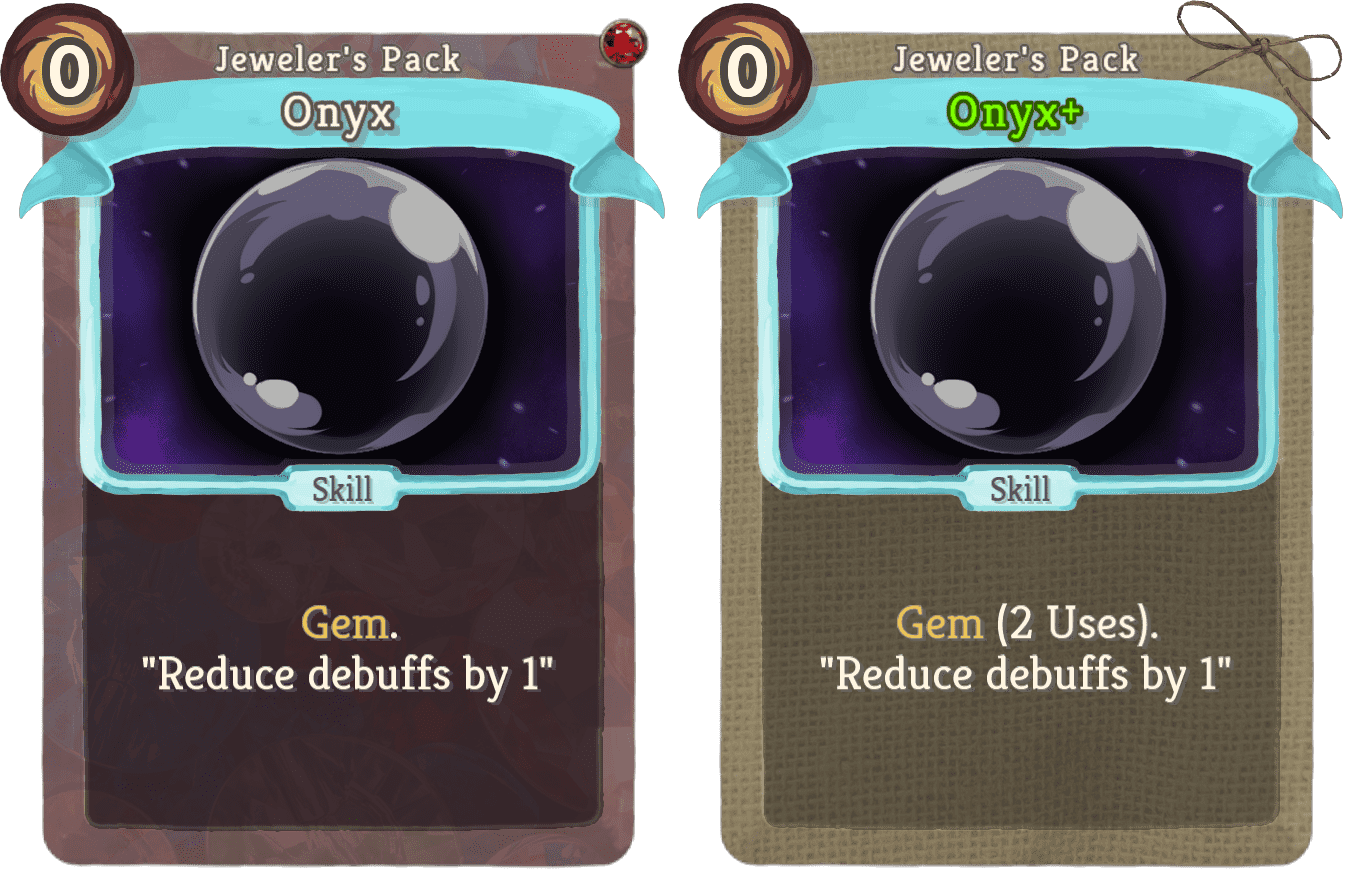 0
Jeweler's Pack
Onyx
Skill
Gem.
"Reduce debuffs by 1"
0
Jeweler's Pack
Onyx+
Skill
Gem (2 Uses).
"Reduce debuffs by 1"